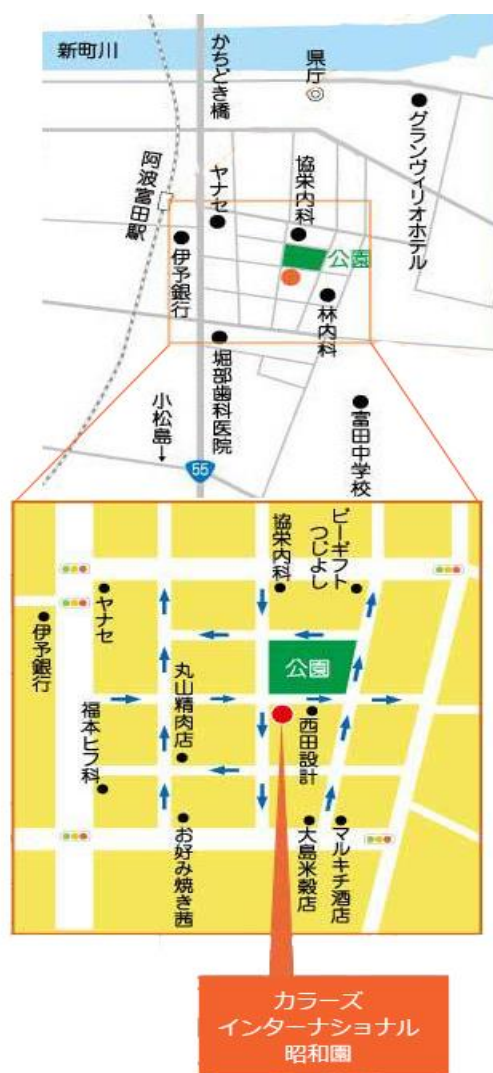 新町川
かちどき橋
県庁
グランヴィリオホテル
阿波富田駅
ヤナセ
協栄内科
公園
伊予銀行
林内科
堀部歯科医院
小松島
↓
富田中学校
55
協栄内科
ビーギフト
つじよし
ヤナセ
伊予銀行
公園
丸山精肉店
福本ヒフ科
西田設計
お好み焼き茜
大島米穀店
マルキチ酒店
カラーズ
インターナショナル
昭和園